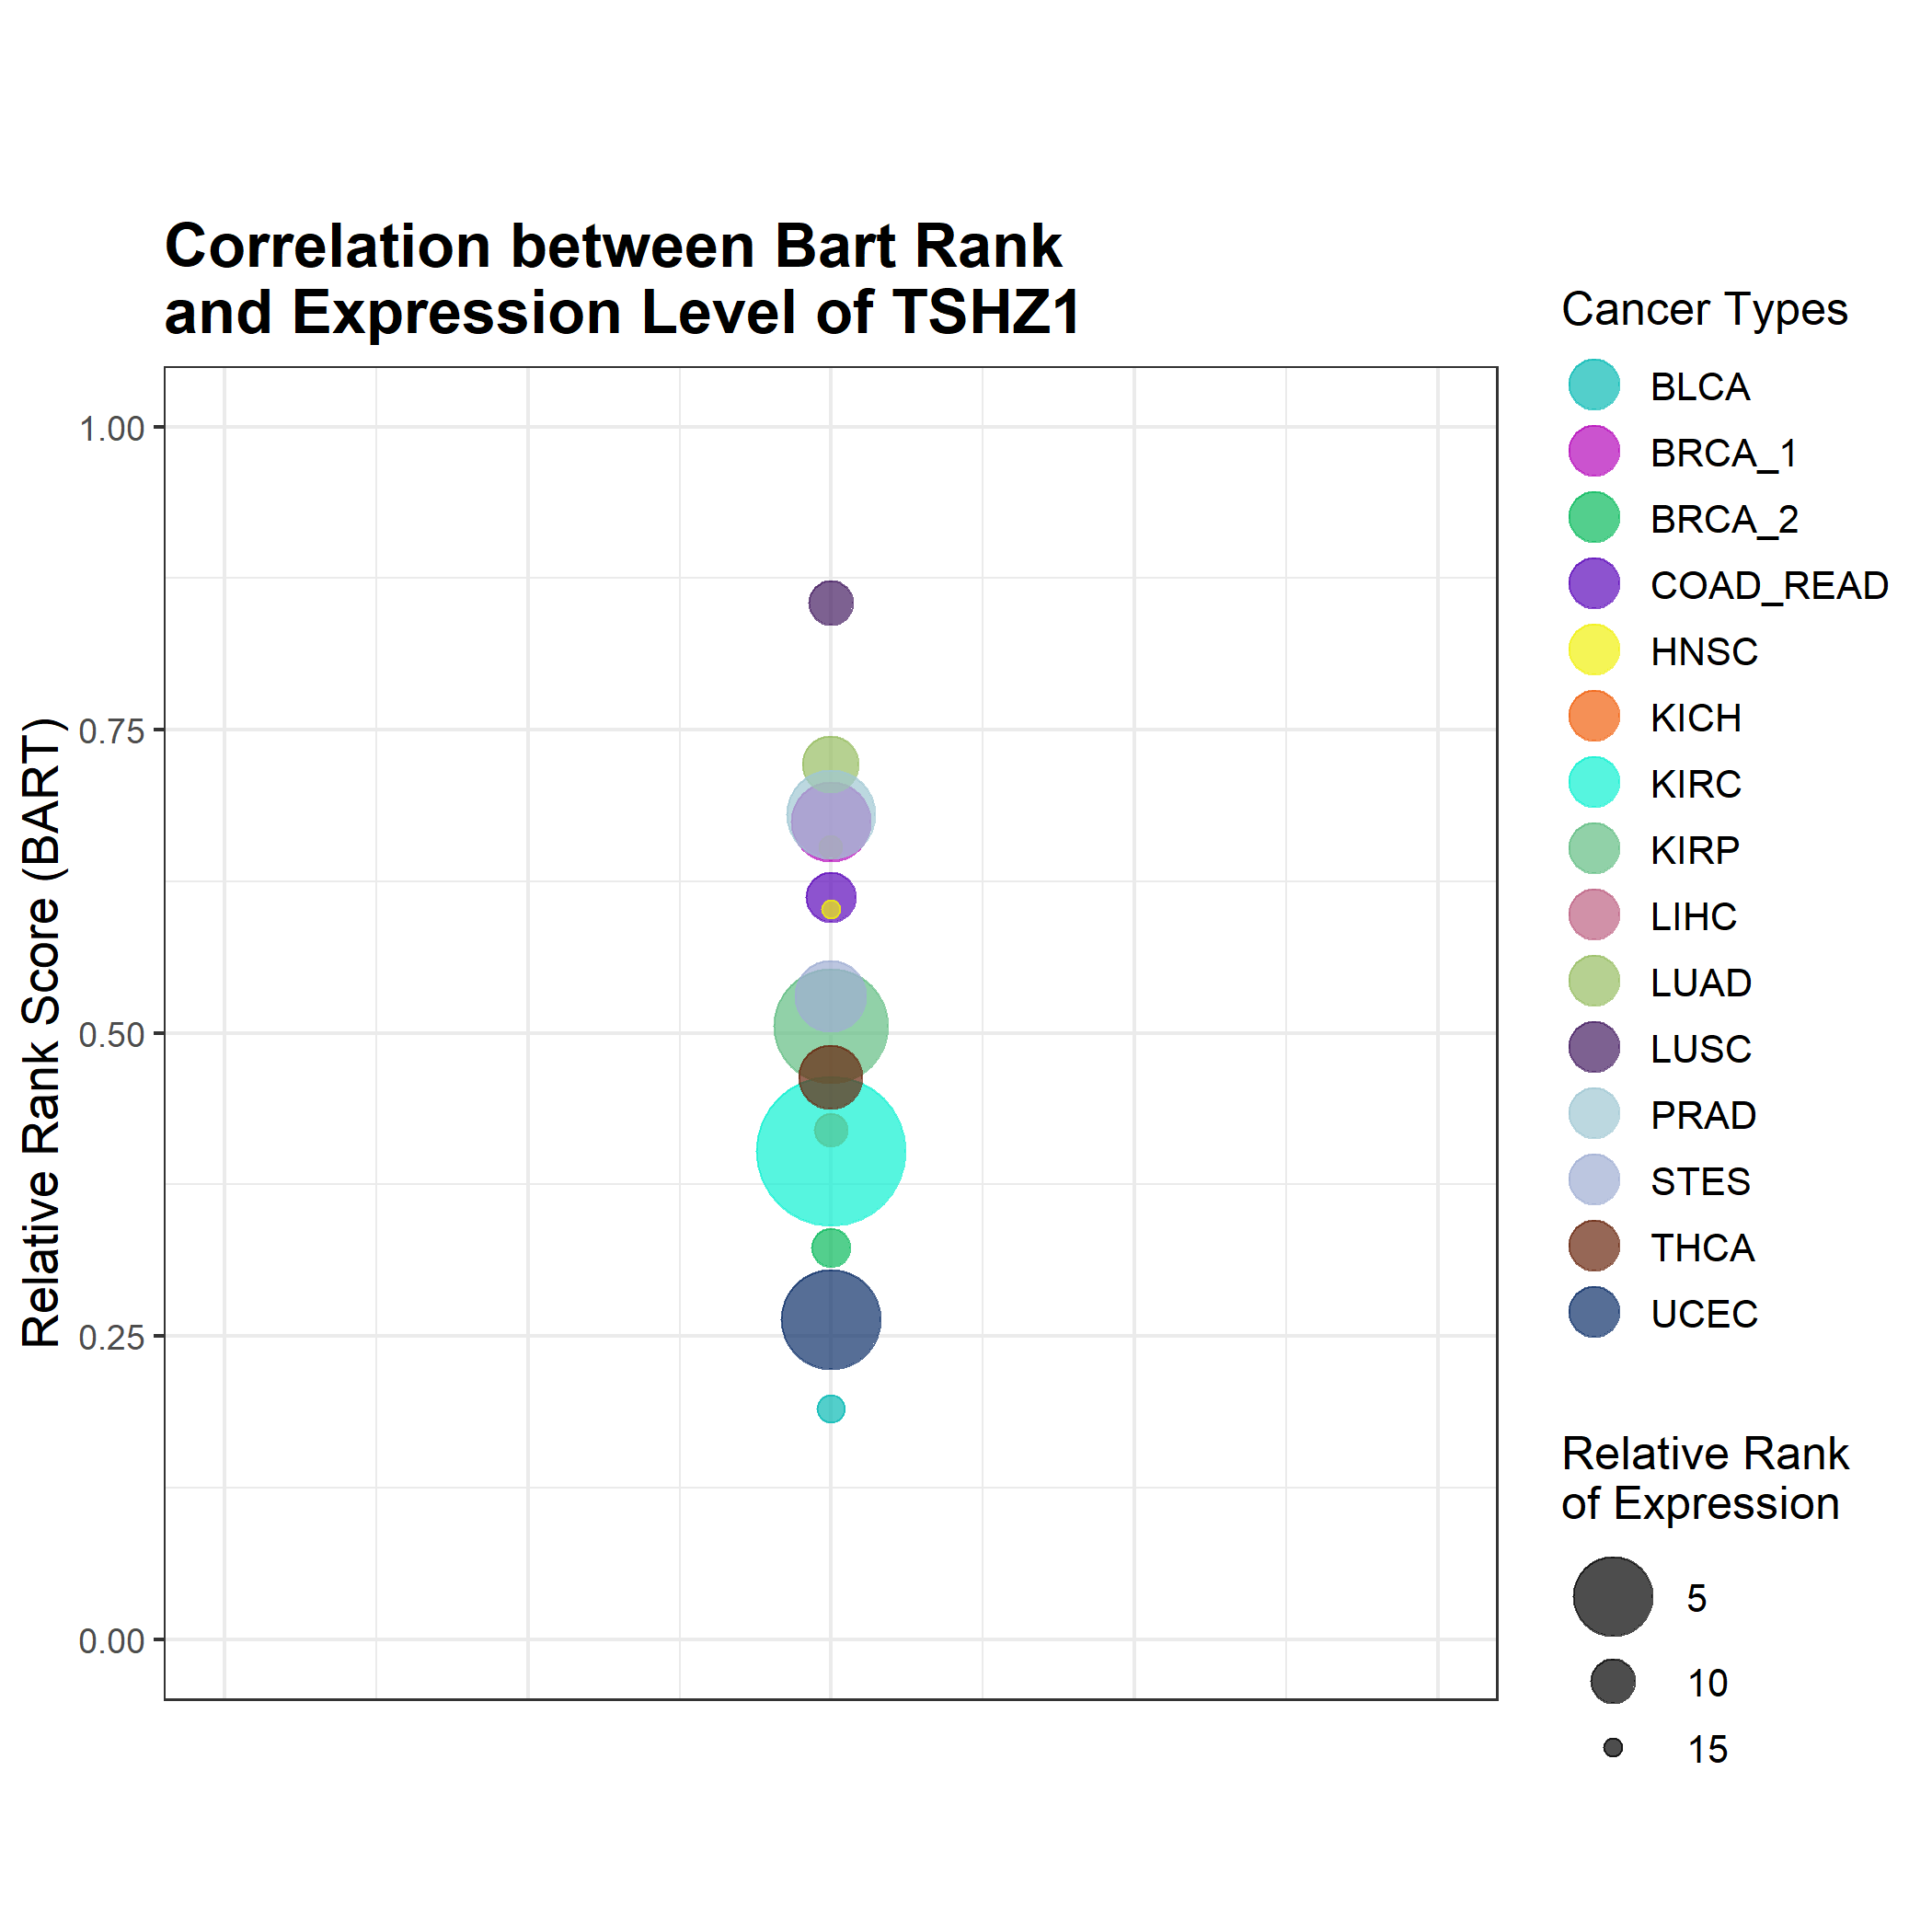 Correlation between Bart Rank
and Expression Level of TSHZ1
Relative Rank Score (BART)
1.00
0.75
0.50
0.25
0.00
Cancer Types
BLCA
BRCA_1
BRCA_2
COAD_READ
HNSC
KICH
KIRC
KIRP
LIHC
LUAD
LUSC
PRAD
STES
THCA
UCEC
Relative Rank
of Expression
5
10
15